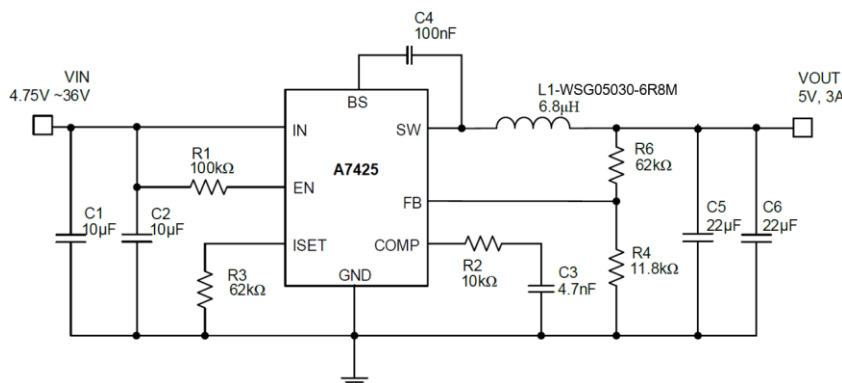 C4
100nF
VIN
4.75V ~36V
L1-WSG05030-6R8M
6.8μH
VOUT
5V, 3A
BS
IN
SW
R1
100kΩ
A7425
R6
62kΩ
EN
FB
C1
10μF
C2
10μF
C5
22μF
C6
22μF
ISET
COMP
R3
62kΩ
GND
R2
10kΩ
C3
4.7nF
R4
11.8kΩ